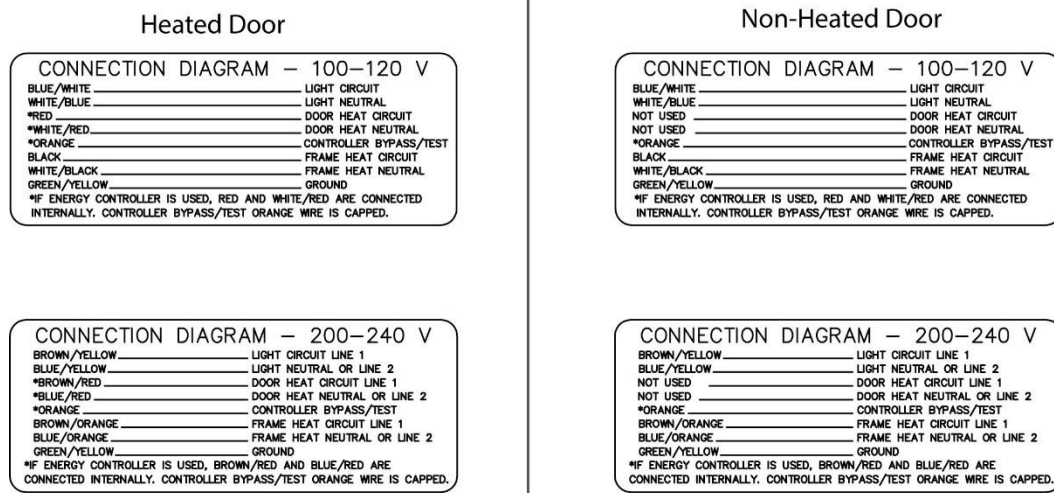 Heated Door
CONNECTION DIAGRAM – 100–120 V
BLUE/WHITE LIGHT CIRCUIT
WHITE/BLUE LIGHT NEUTRAL
*RED DOOR HEAT CIRCUIT
*WHITE/RED DOOR HEAT NEUTRAL
*ORANGE CONTROLLER BYPASS/TEST
BLACK FRAME HEAT CIRCUIT
WHITE/BLACK FRAME HEAT NEUTRAL
GREEN/YELLOW GROUND
*IF ENERGY CONTROLLER IS USED, RED AND WHITE/RED ARE CONNECTED
INTERNALLY. CONTROLLER BYPASS/TEST ORANGE WIRE IS CAPPED.
CONNECTION DIAGRAM – 200–240 V
BROWN/YELLOW LIGHT CIRCUIT LINE 1
BLUE/YELLOW LIGHT NEUTRAL OR LINE 2
*BROWN/RED DOOR HEAT CIRCUIT LINE 1
*BLUE/RED DOOR HEAT NEUTRAL OR LINE 2
*ORANGE CONTROLLER BYPASS/TEST
BROWN/ORANGE FRAME HEAT CIRCUIT LINE 1
BLUE/ORANGE FRAME HEAT NEUTRAL OR LINE 2
GREEN/YELLOW GROUND
*IF ENERGY CONTROLLER IS USED, BROWN/RED AND BLUE/RED ARE
CONNECTED INTERNALLY. CONTROLLER BYPASS/TEST ORANGE WIRE IS CAPPED.
Non-Heated Door
CONNECTION DIAGRAM – 100–120 V
BLUE/WHITE LIGHT CIRCUIT
WHITE/BLUE LIGHT NEUTRAL
NOT USED DOOR HEAT CIRCUIT
NOT USED DOOR HEAT NEUTRAL
*ORANGE CONTROLLER BYPASS/TEST
BLACK FRAME HEAT CIRCUIT
WHITE/BLACK FRAME HEAT NEUTRAL
GREEN/YELLOW GROUND
*IF ENERGY CONTROLLER IS USED, RED AND WHITE/RED ARE CONNECTED
INTERNALLY. CONTROLLER BYPASS/TEST ORANGE WIRE IS CAPPED.
CONNECTION DIAGRAM – 200–240 V
BROWN/YELLOW LIGHT CIRCUIT LINE 1
BLUE/YELLOW LIGHT NEUTRAL OR LINE 2
NOT USED DOOR HEAT CIRCUIT LINE 1
NOT USED DOOR HEAT NEUTRAL OR LINE 2
*ORANGE CONTROLLER BYPASS/TEST
BROWN/ORANGE FRAME HEAT CIRCUIT LINE 1
BLUE/ORANGE FRAME HEAT NEUTRAL OR LINE 2
GREEN/YELLOW GROUND
*IF ENERGY CONTROLLER IS USED, BROWN/RED AND BLUE/RED ARE
CONNECTED INTERNALLY. CONTROLLER BYPASS/TEST ORANGE WIRE IS CAPPED.